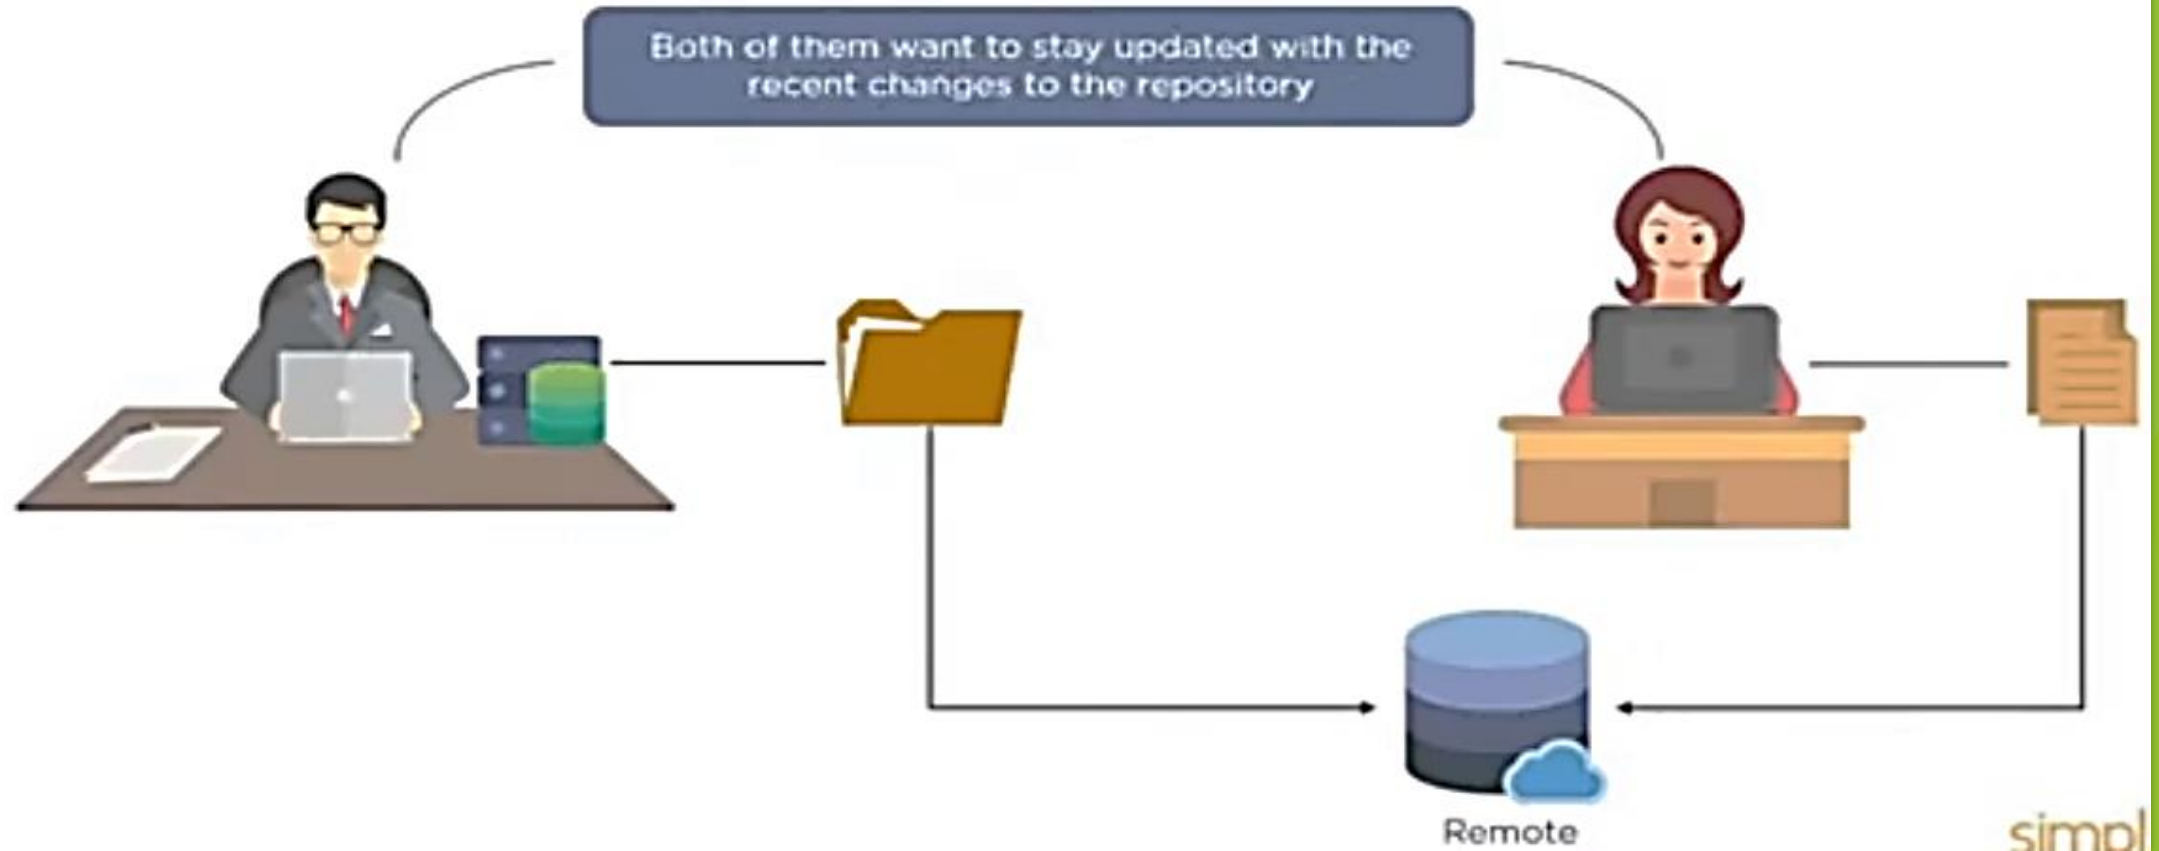 Both of them want to stay updated with the
recent changes to the repository
Remote
simpl